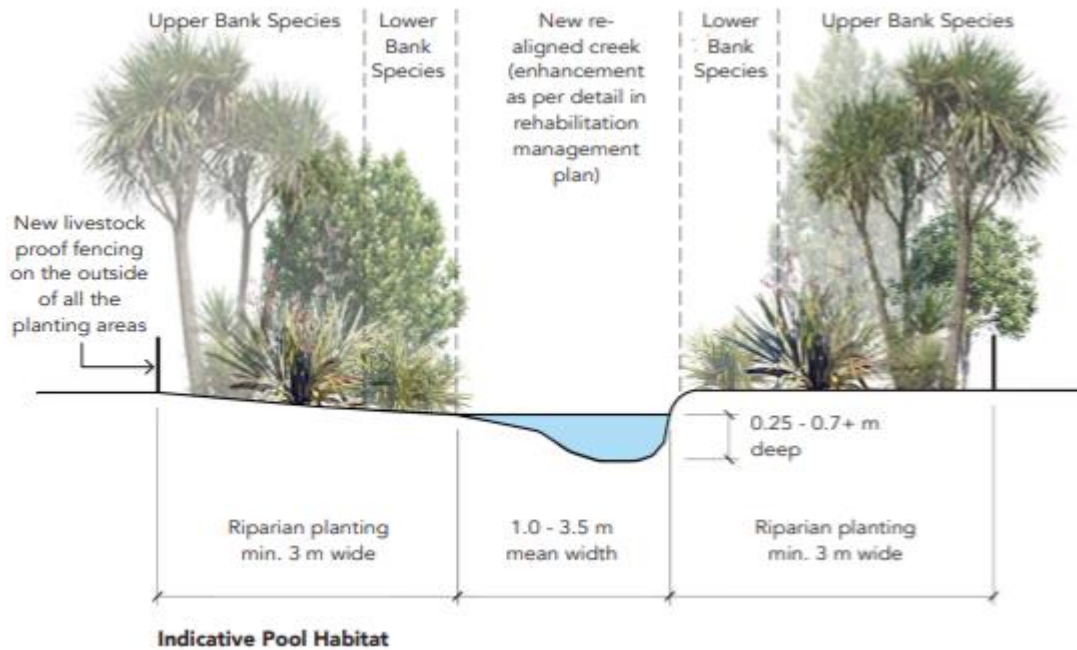 Upper Bank Species
Lower
Bank
Species
New re-
aligned creek
(enhancement
as per detail in
rehabilitation
management
plan)
Lower
Bank
Species
Upper Bank Species
New livestock
proof fencing
on the outside
of all the
planting areas
0.25 - 0.7+ m
deep
Riparian planting
min. 3 m wide
1.0 - 3.5 m
mean width
Riparian planting
min. 3 m wide
Indicative Pool Habitat